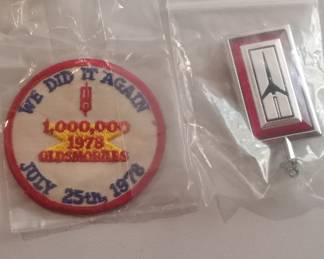 WE DID IT AGAIN
1,000,000
1978
OLDSMOBILES
JULY 25th, 1978